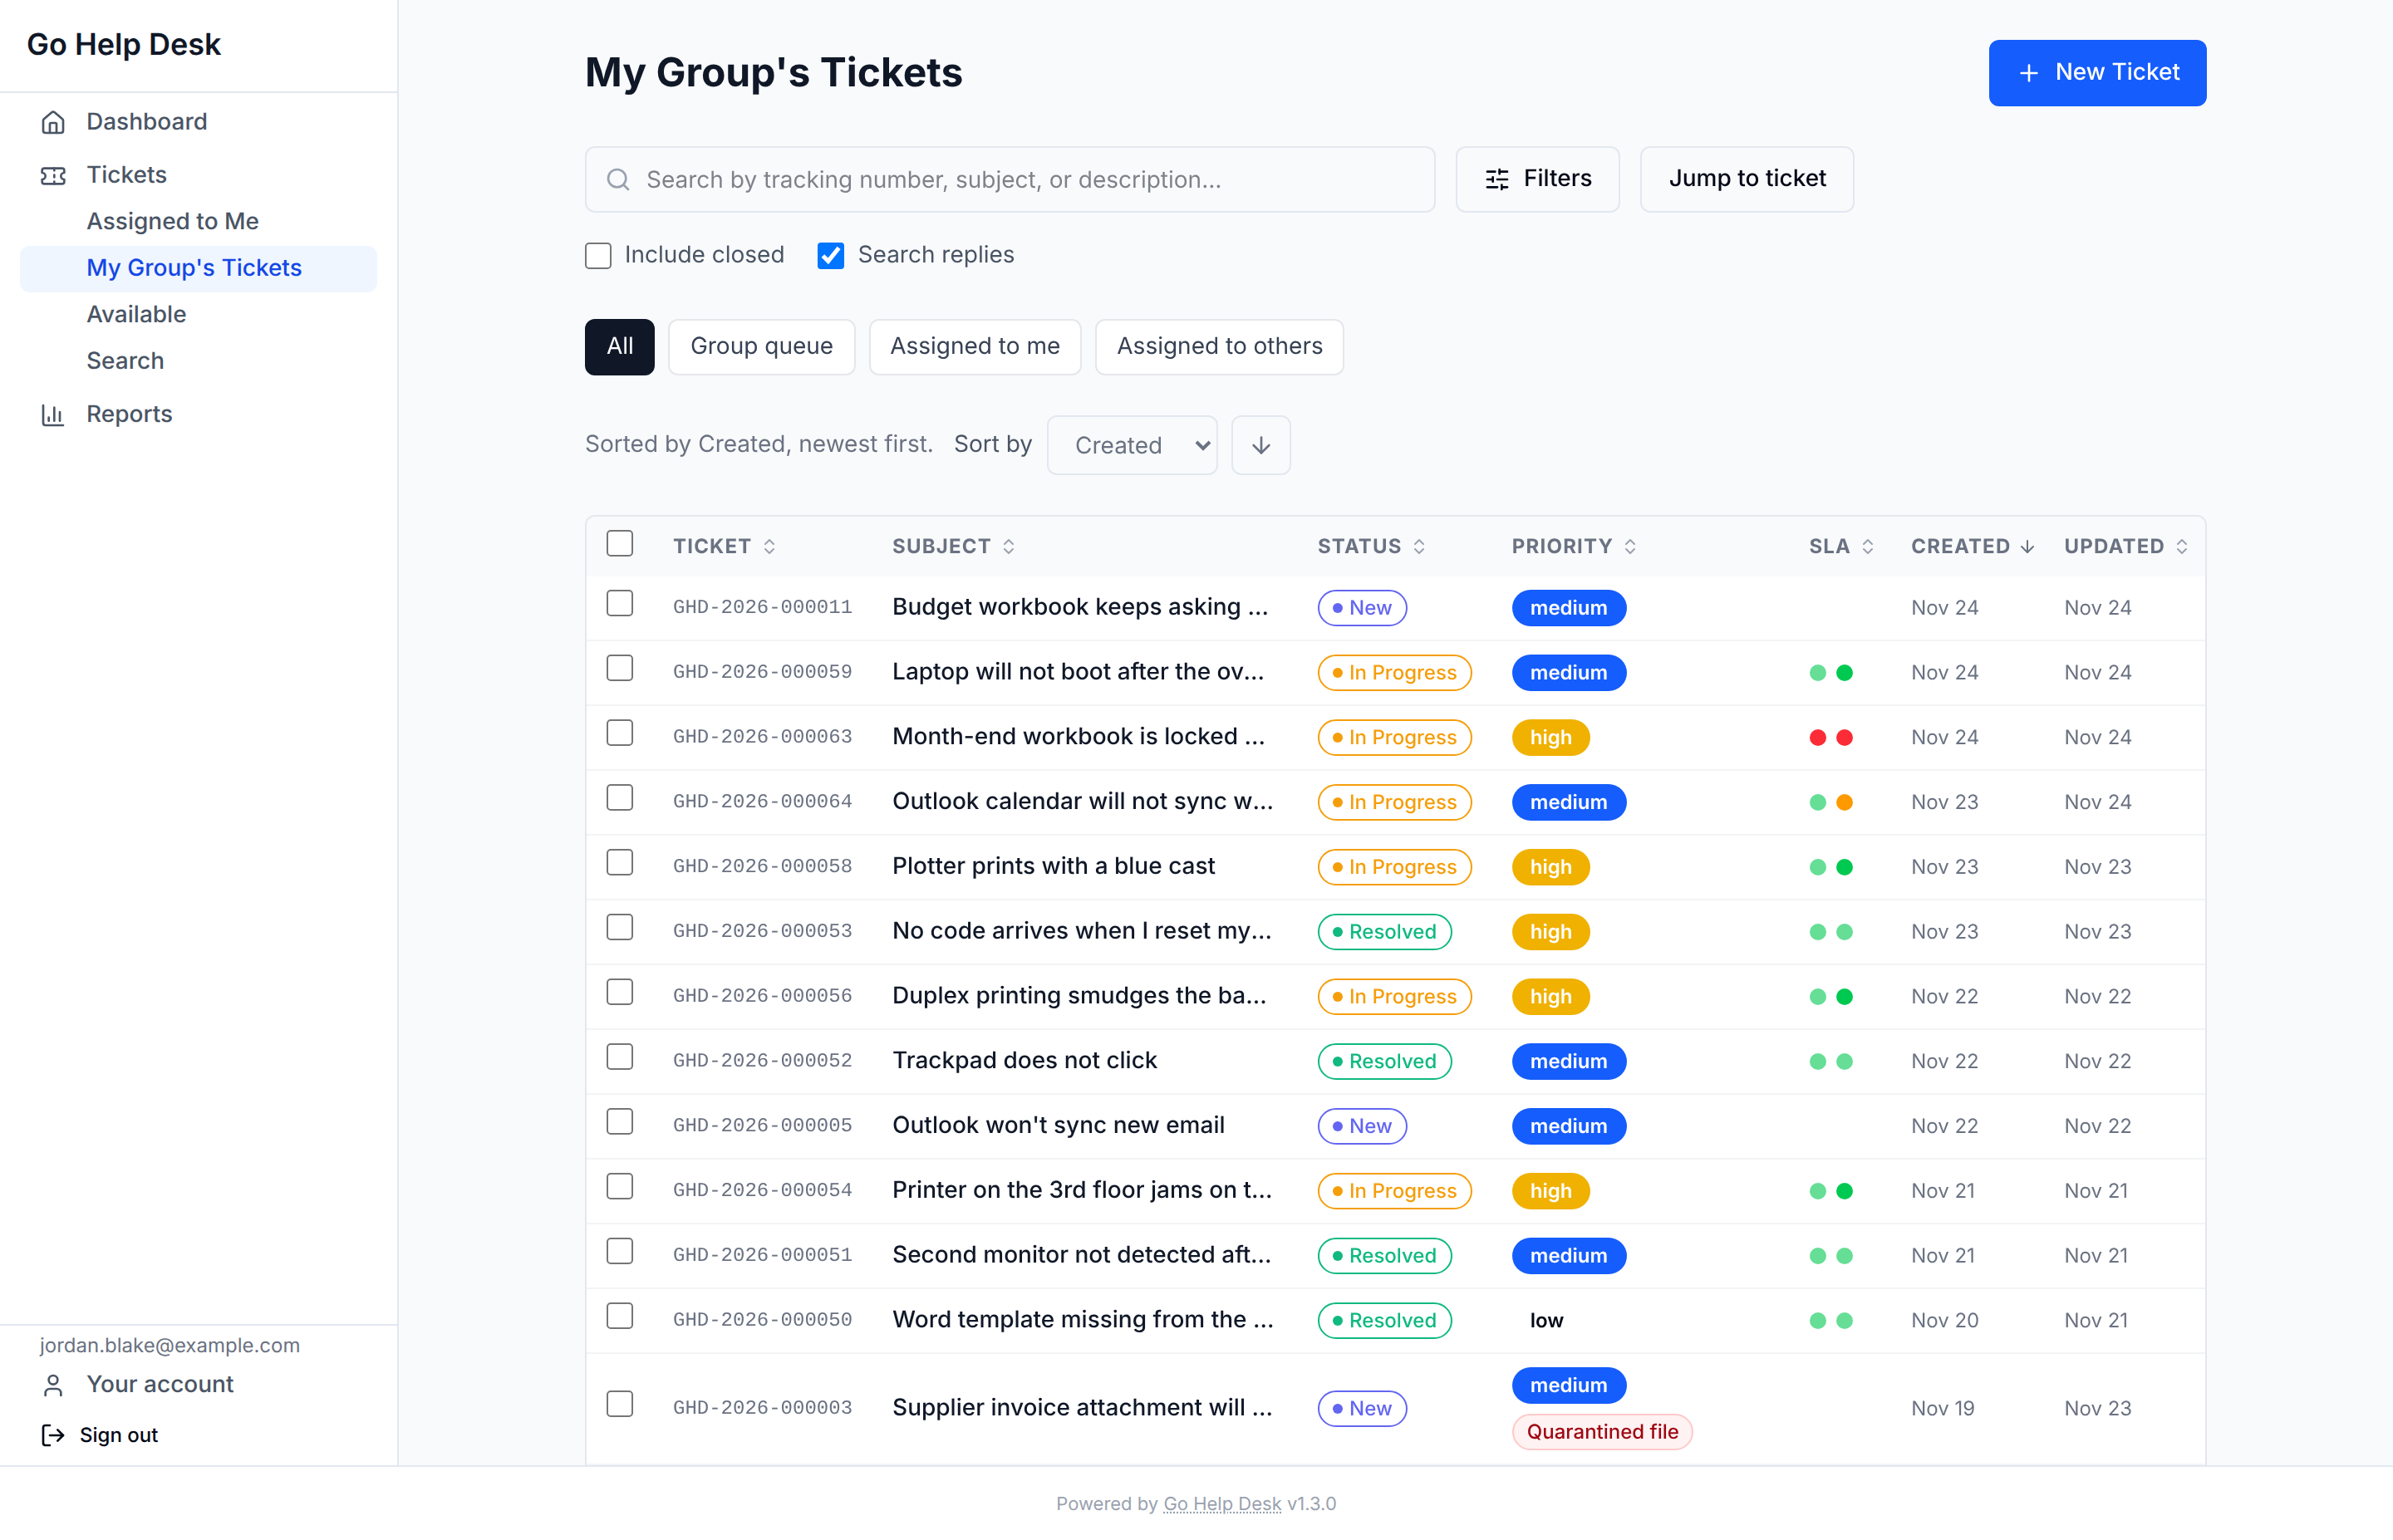 Go Help Desk
Dashboard
Tickets
Assigned to Me
My Group's Tickets
Available
Search
Reports
jordan.blake@example.com
Your account
Sign out
My Group's Tickets
New Ticket
Search by tracking number, subject, or description...
Filters
Jump to ticket
Include closed
Search replies
All
Group queue
Assigned to me
Assigned to others
Sorted by Created, newest first. Sort by Created
TICKET SUBJECT STATUS PRIORITY SLA CREATED UPDATED
GHD-2026-000011 Budget workbook keeps asking ... New medium Nov 24 Nov 24
GHD-2026-000059 Laptop will not boot after the ov... In Progress medium Nov 24 Nov 24
GHD-2026-000063 Month-end workbook is locked ... In Progress high Nov 24 Nov 24
GHD-2026-000064 Outlook calendar will not sync w... In Progress medium Nov 23 Nov 24
GHD-2026-000058 Plotter prints with a blue cast In Progress high Nov 23 Nov 23
GHD-2026-000053 No code arrives when I reset my... Resolved high Nov 23 Nov 23
GHD-2026-000056 Duplex printing smudges the ba... In Progress high Nov 22 Nov 22
GHD-2026-000052 Trackpad does not click Resolved medium Nov 22 Nov 22
GHD-2026-000005 Outlook won't sync new email New medium Nov 22 Nov 22
GHD-2026-000054 Printer on the 3rd floor jams on t... In Progress high Nov 21 Nov 21
GHD-2026-000051 Second monitor not detected aft... Resolved medium Nov 21 Nov 21
GHD-2026-000050 Word template missing from the ... Resolved low Nov 20 Nov 21
GHD-2026-000003 Supplier invoice attachment will ... New medium Nov 19 Nov 23
Quarantined file
Powered by Go Help Desk v1.3.0